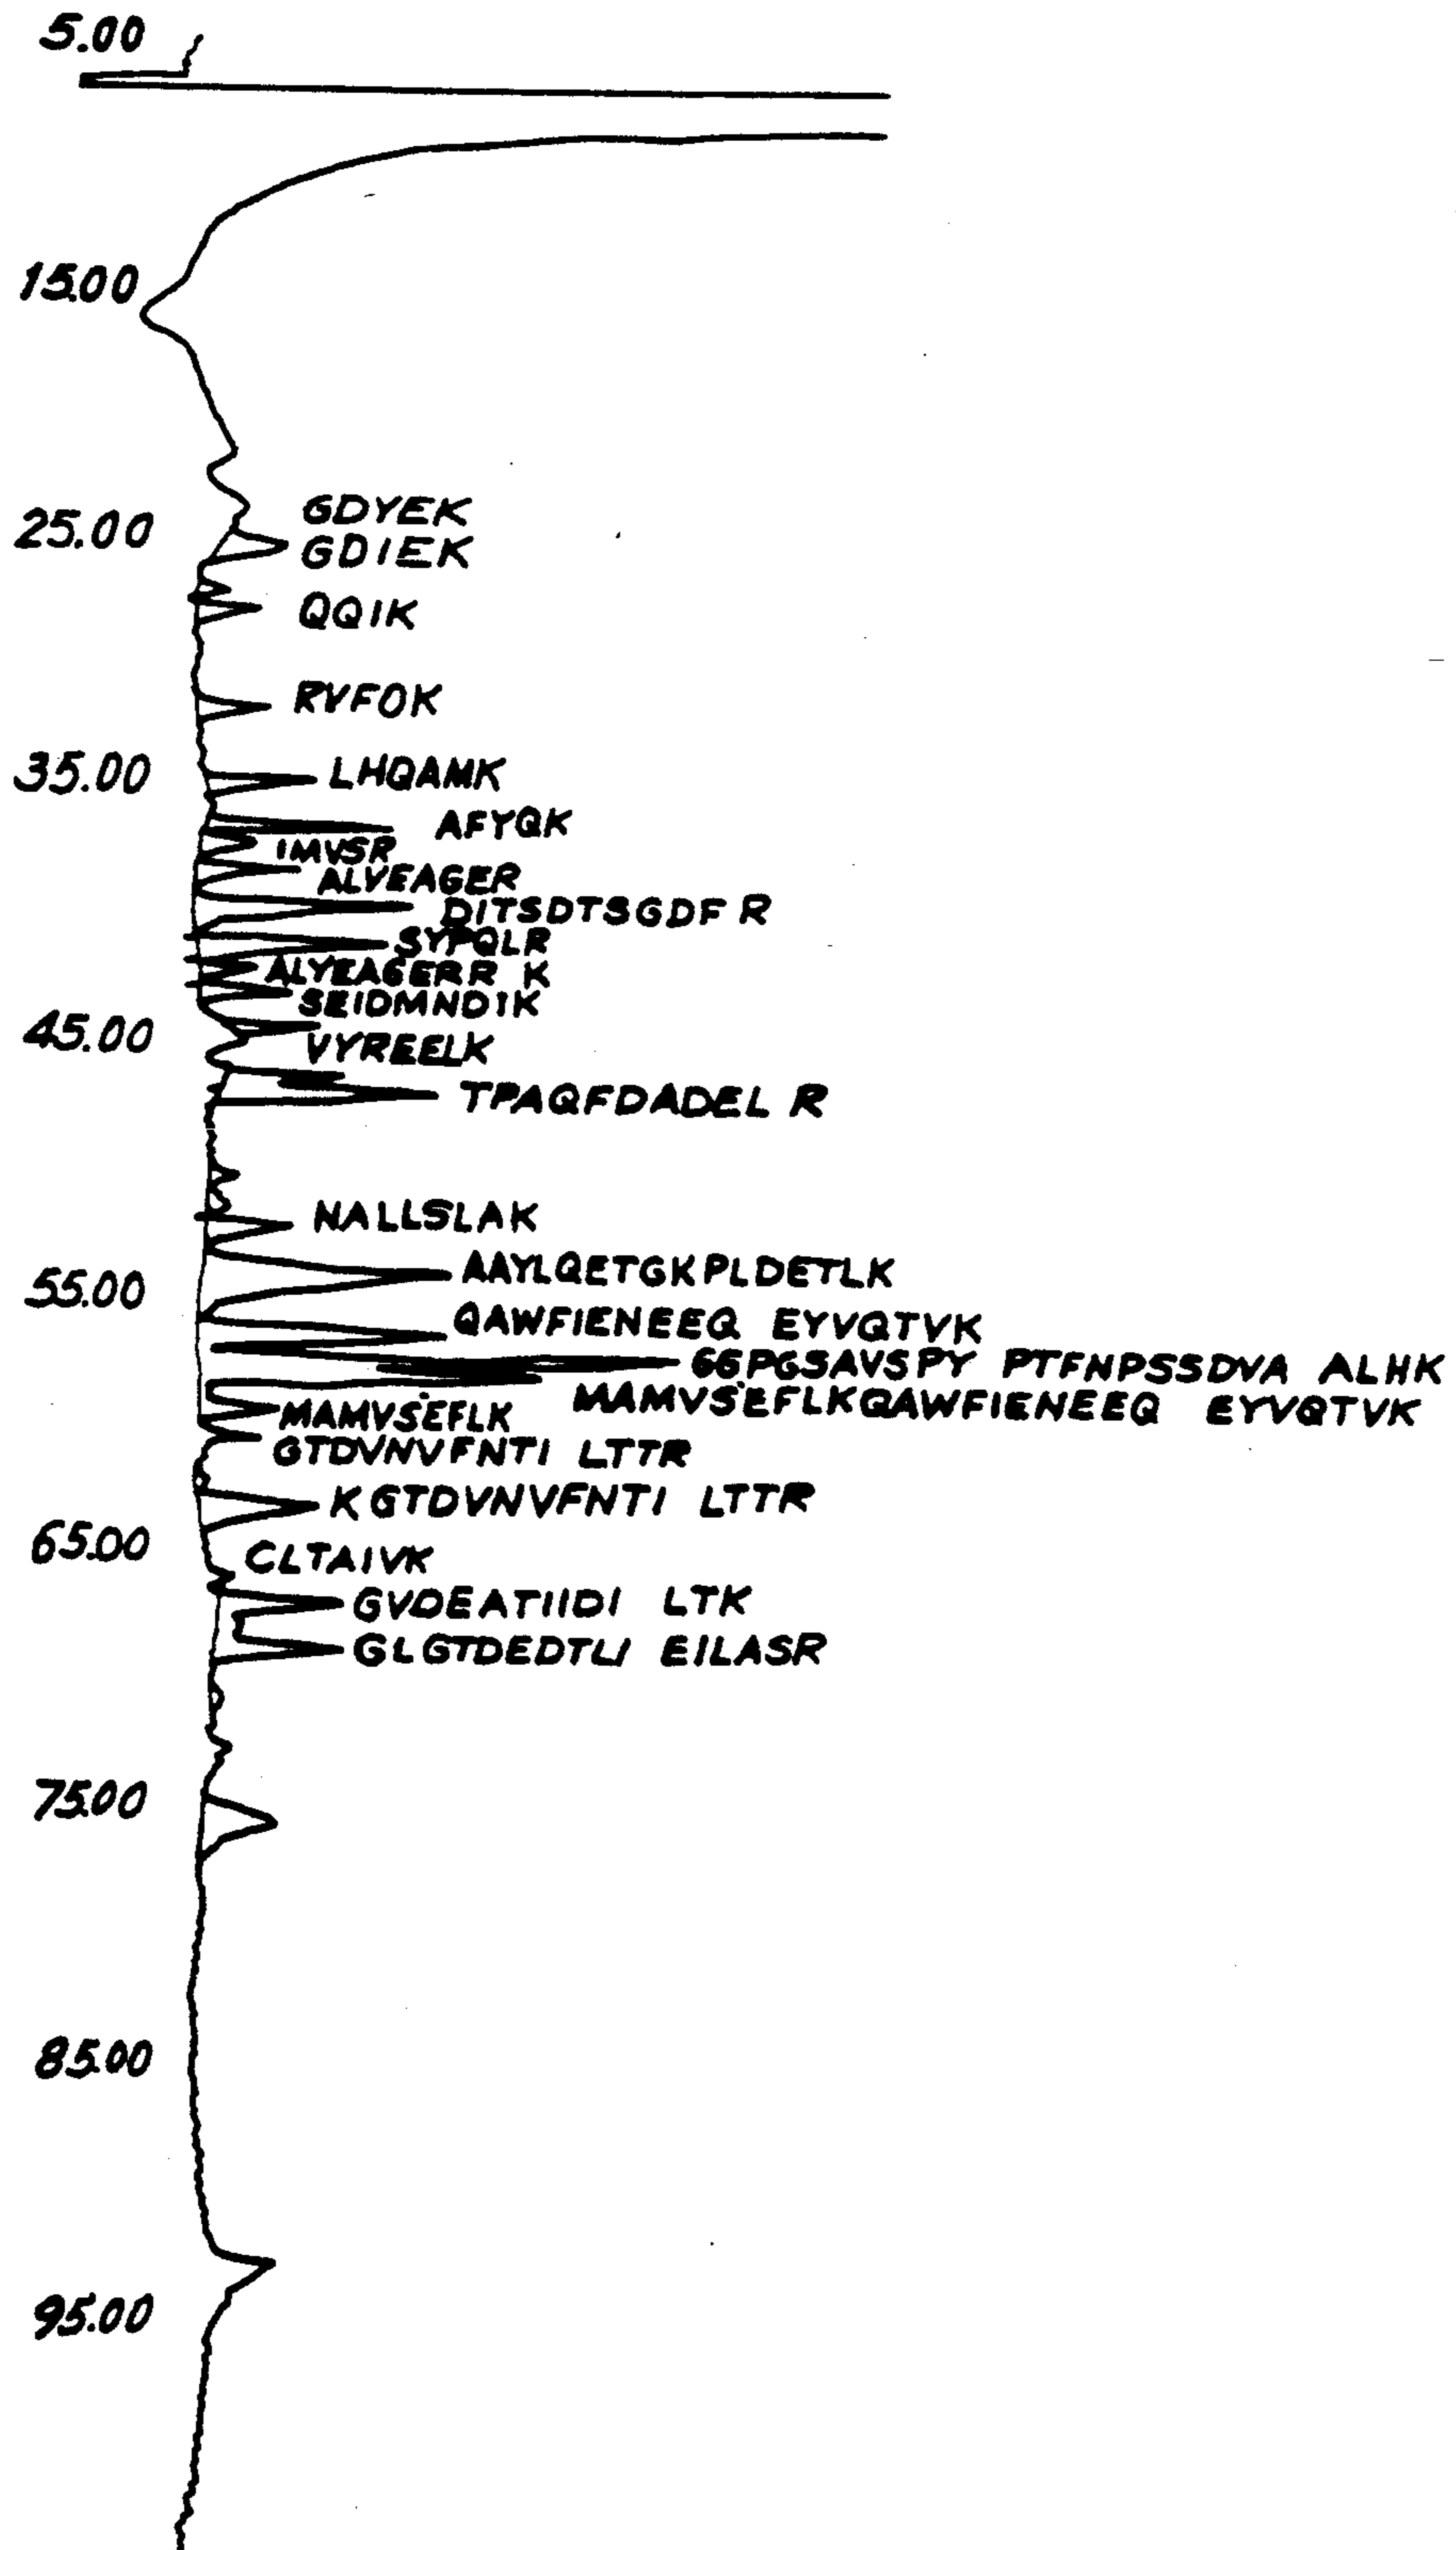 5.00
15.00
25.00
GDYEK
GDIEK
QQIK
RVFOK
35.00
LHQAMK
AFYQK
IMVSR
ALVEAGER
DITSDTSGDF R
SYPQLR
ALYEAGERR K
SEIDMNDIK
45.00
VYREELK
TPAQFDADEL R
NALLSLAK
55.00
AAYLQETGKPLDETLK
QAWFIENEEQ EYVQTVK
GGPGSAVSPY PTFNPSSDVA ALHK
MAMVSEFLKQAWFIENEEQ EYVQTVK
MAMVSEFLK
GTDVNVFNTI LTTR
KGTDVNVFNTI LTTR
65.00
CLTAIVK
GVDEATIIDI LTK
GLGTDEDTLI EILASR
75.00
85.00
95.00